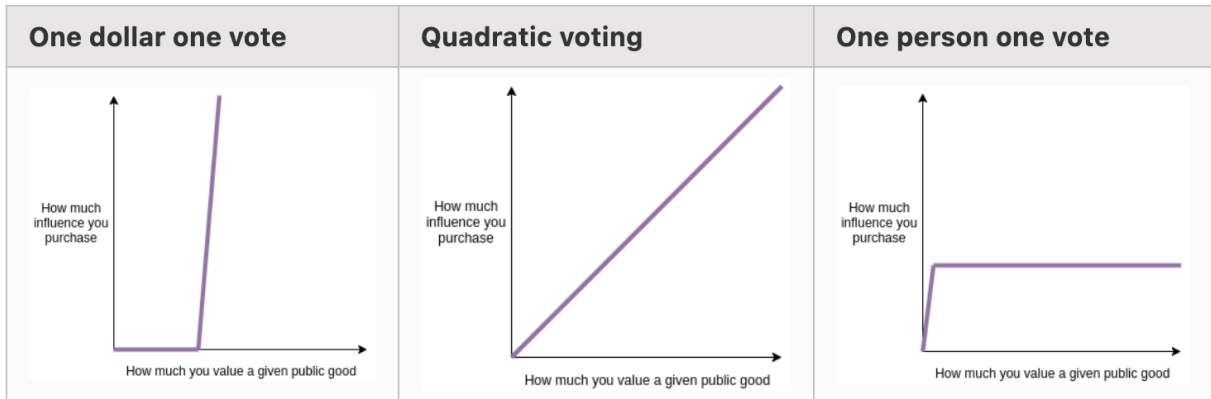 One dollar one vote
Quadratic voting
One person one vote
How much
influence you
purchase
How much you value a given public good
How much
influence you
purchase
How much you value a given public good
How much
influence you
purchase
How much you value a given public good